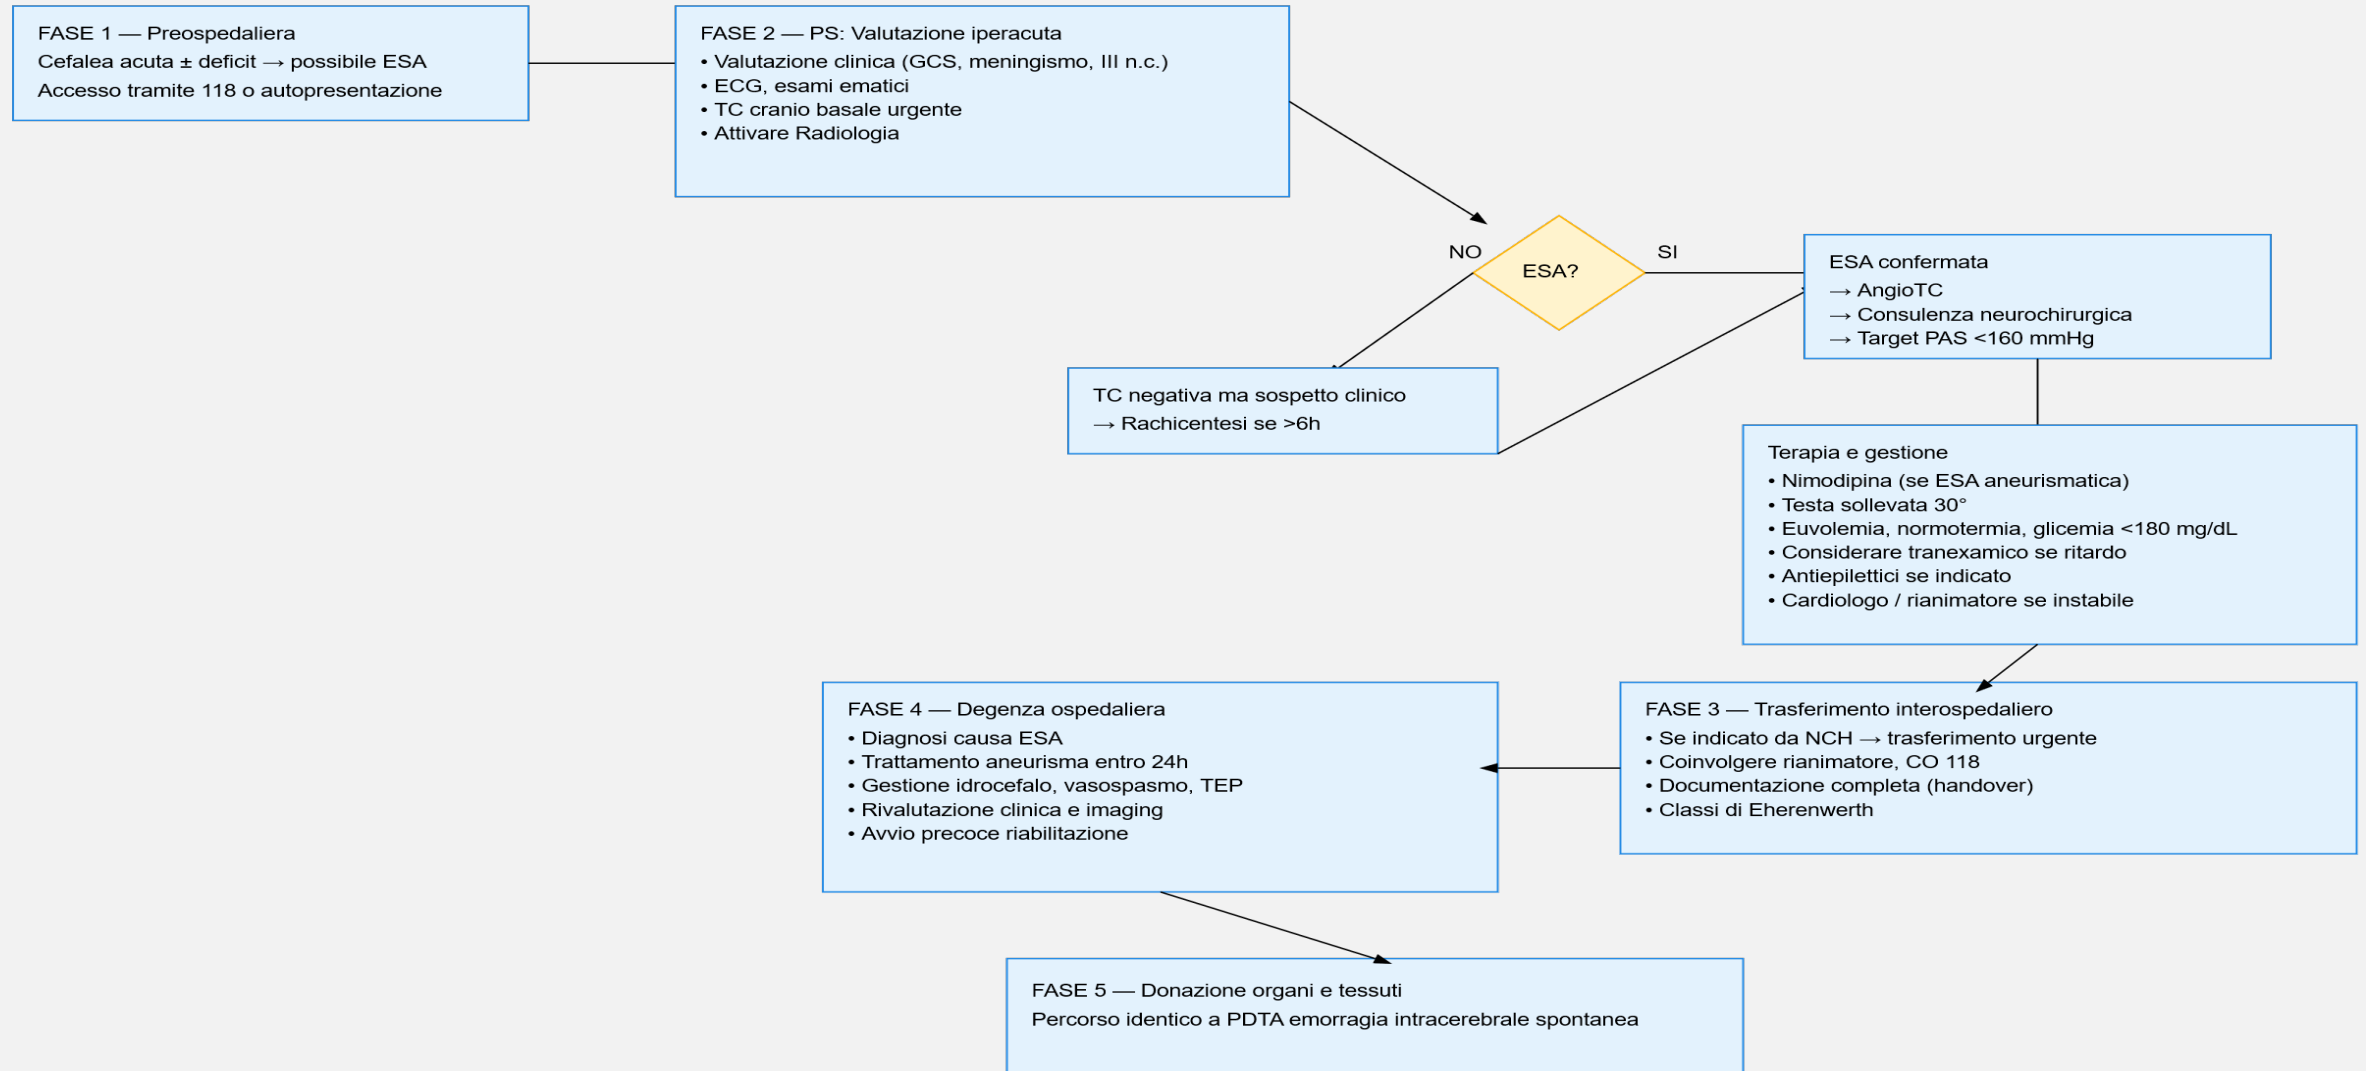 FASE 1 — Preospedaliera
Cefalea acuta ± deficit → possibile ESA
Accesso tramite 118 o autopresentazione
FASE 2 — PS: Valutazione iperacuta
• Valutazione clinica (GCS, meningismo, III n.c.)
• ECG, esami ematici
• TC cranio basale urgente
• Attivare Radiologia
NO
ESA?
SI
ESA confermata
→ AngioTC
→ Consulenza neurochirurgica
→ Target PAS <160 mmHg
TC negativa ma sospetto clinico
→ Rachicentesi se >6h
Terapia e gestione
• Nimodipina (se ESA aneurismatica)
• Testa sollevata 30°
• Euvolemia, normotermia, glicemia <180 mg/dL
• Considerare tranexamico se ritardo
• Antiepilettici se indicato
• Cardiologo / rianimatore se instabile
FASE 3 — Trasferimento interospedaliero
• Se indicato da NCH → trasferimento urgente
• Coinvolgere rianimatore, CO 118
• Documentazione completa (handover)
• Classi di Eherenwerth
FASE 4 — Degenza ospedaliera
• Diagnosi causa ESA
• Trattamento aneurisma entro 24h
• Gestione idrocefalo, vasospasmo, TEP
• Rivalutazione clinica e imaging
• Avvio precoce riabilitazione
FASE 5 — Donazione organi e tessuti
Percorso identico a PDTA emorragia intracerebrale spontanea